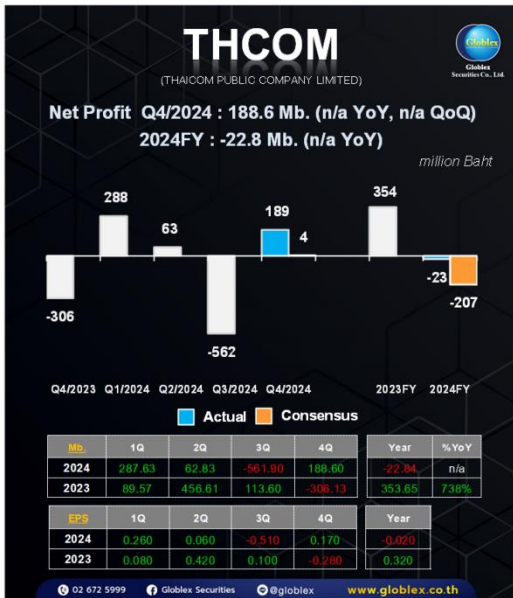 THCOM
Globlex
Globlex
Securities Co., Ltd.
(THAICOM PUBLIC COMPANY LIMITED)
Net Profit Q4/2024 : 188.6 Mb. (n/a YoY, n/a QoQ)
2024FY : -22.8 Mb. (n/a YoY)
million Baht
-306 288 63 -562 189 4 354 -23 -207
Q4/2023 Q1/2024 Q2/2024 Q3/2024 Q4/2024 2023FY 2024FY
Actual Consensus
Mb. 1Q 2Q 3Q 4Q Year %YoY
2024 287.63 62.83 -561.90 188.60 -22.84 n/a
2023 89.57 456.61 113.60 -306.13 353.65 738%
EPS 1Q 2Q 3Q 4Q Year
2024 0.260 0.060 -0.510 0.170 -0.020
2023 0.080 0.420 0.100 -0.280 0.320
02 672 5999 Globlex Securities @globlex www.globlex.co.th